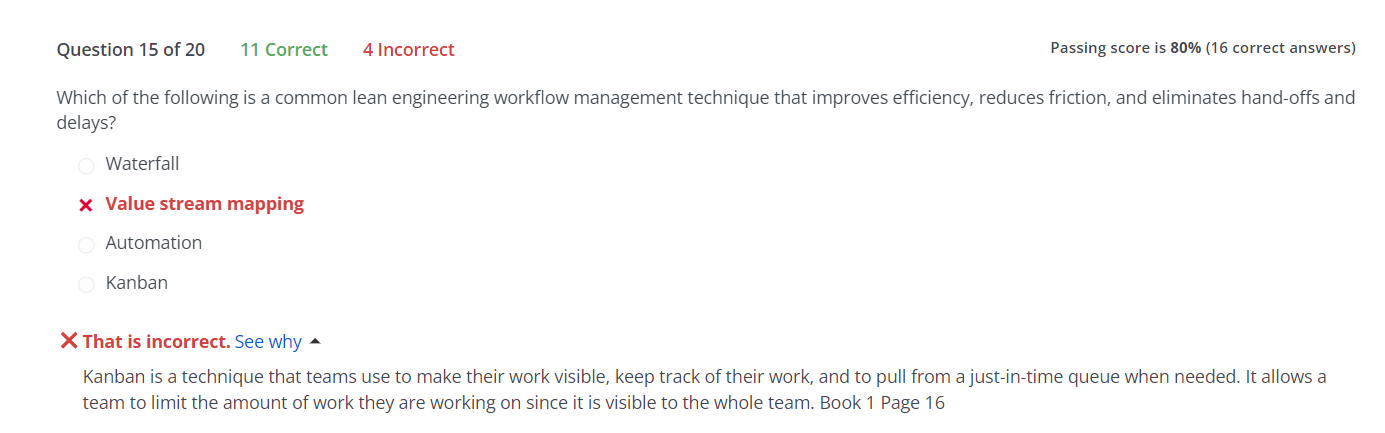 Question 15 of 20 11 Correct 4 Incorrect Passing score is 80% (16 correct answers)
Which of the following is a common lean engineering workflow management technique that improves efficiency, reduces friction, and eliminates hand-offs and
delays?
Waterfall
Value stream mapping
Automation
Kanban
That is incorrect. See why
Kanban is a technique that teams use to make their work visible, keep track of their work, and to pull from a just-in-time queue when needed. It allows a
team to limit the amount of work they are working on since it is visible to the whole team. Book 1 Page 16